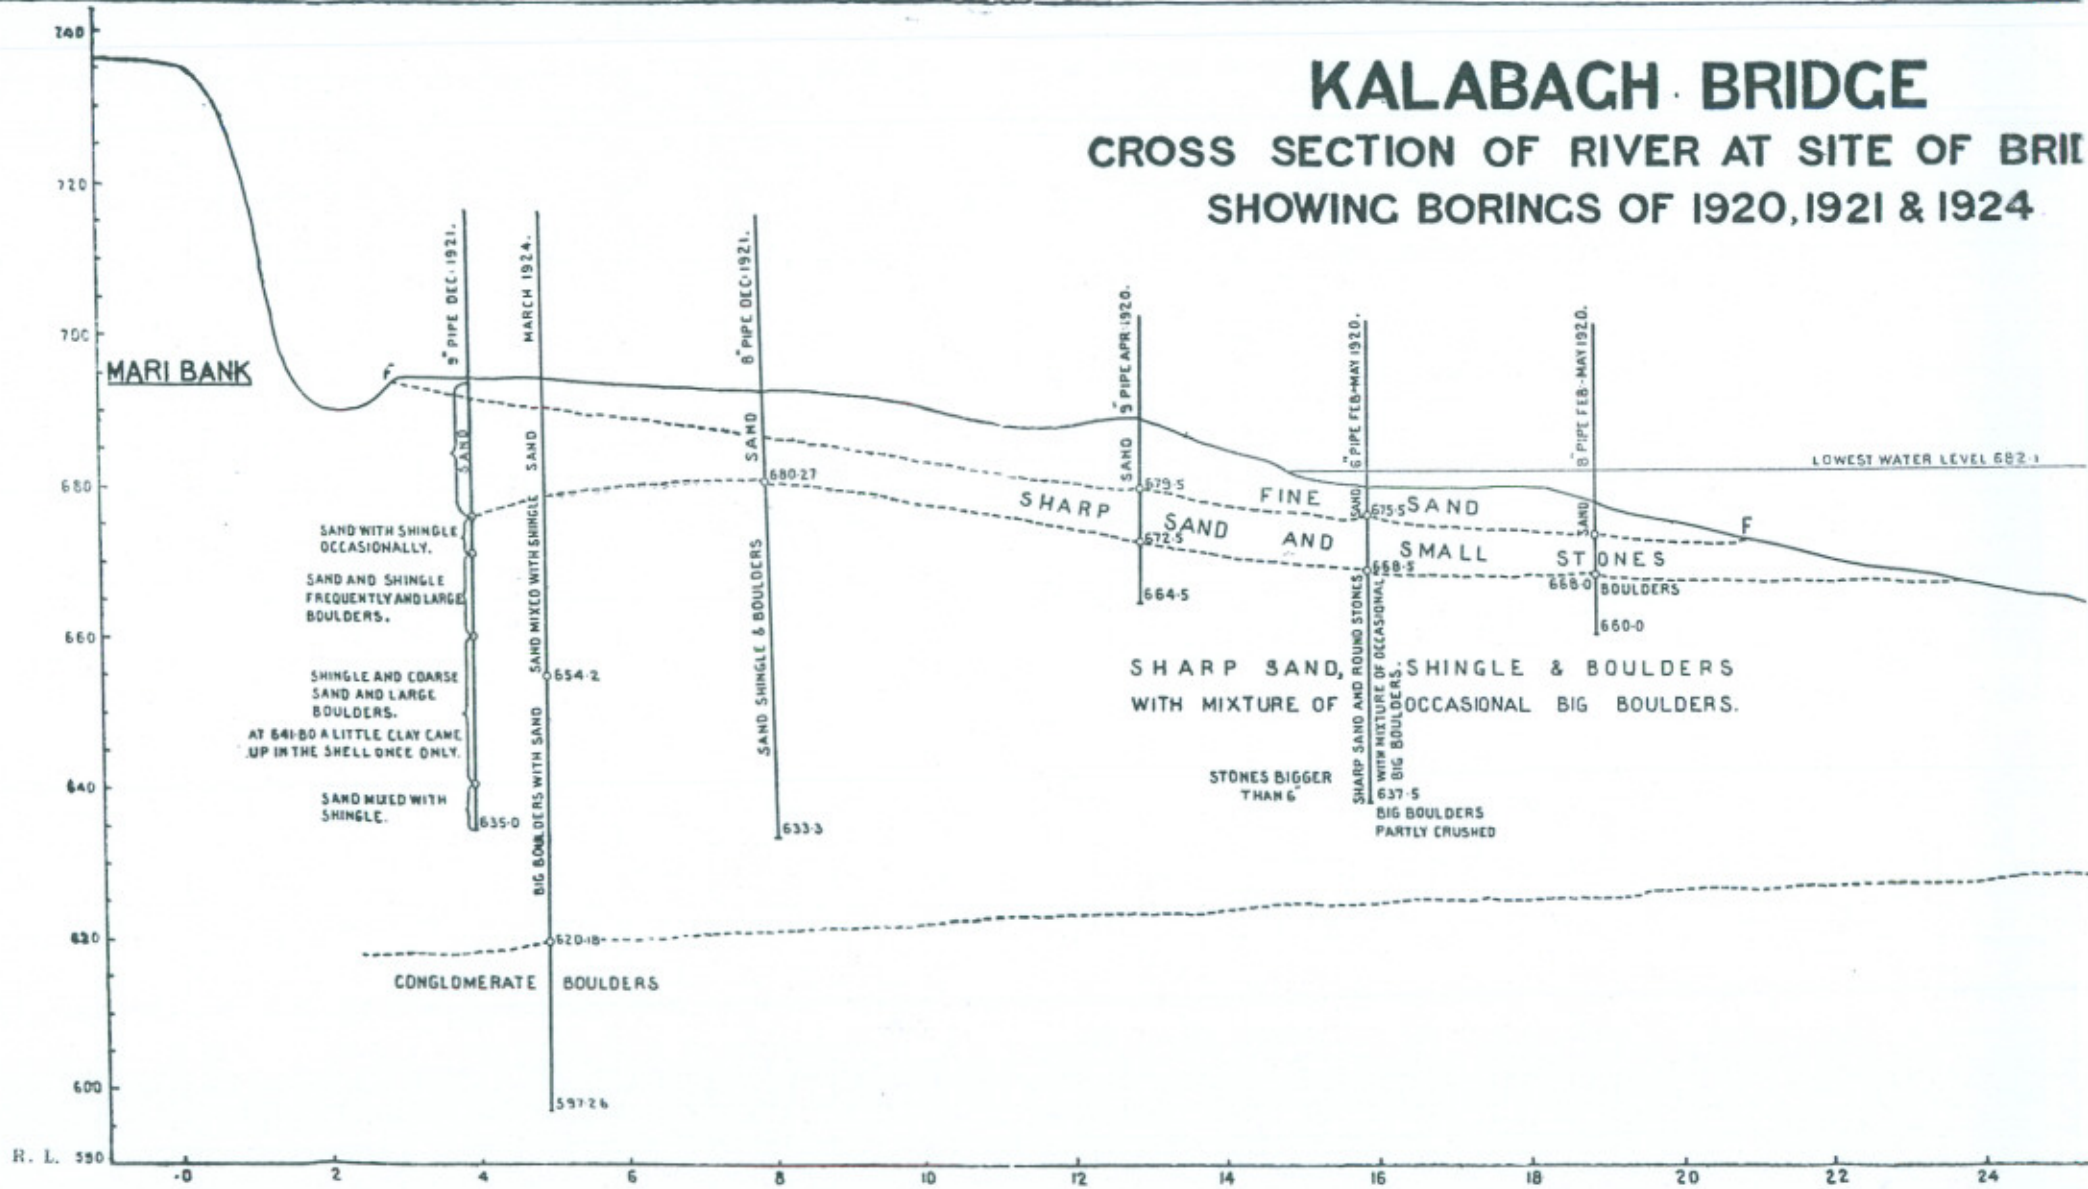 KALABAGH BRIDGE
CROSS SECTION OF RIVER AT SITE OF BRID
SHOWING BORINGS OF 1920, 1921 & 1924
740
720
700
680
660
640
620
600
R. L. 590
MARI BANK
F
9" PIPE DEC. 1921.
SAND
SAND WITH SHINGLE
OCCASIONALLY.
SAND AND SHINGLE
FREQUENTLY AND LARGE
BOULDERS.
SHINGLE AND COARSE
SAND AND LARGE
BOULDERS.
AT 641.80 A LITTLE CLAY CAME
UP IN THE SHELL ONCE ONLY.
SAND MIXED WITH
SHINGLE.
635.0
MARCH 1924.
SAND
SAND MIXED WITH SHINGLE
654.2
BIG BOULDERS WITH SAND
620.18
CONGLOMERATE BOULDERS
597.26
8" PIPE DEC. 1921.
SAND
680.27
SAND SHINGLE & BOULDERS
633.3
9" PIPE APR. 1920.
SAND
679.5
672.5
664.5
6" PIPE FEB-MAY 1920.
SAND
675.5
668.5
SHARP SAND AND ROUND STONES
WITH MIXTURE OF OCCASIONAL
BIG BOULDERS.
637.5
BIG BOULDERS
PARTLY CRUSHED
STONES BIGGER
THAN 6"
8" PIPE FEB-MAY 1920.
SAND
668.0
BOULDERS
660.0
LOWEST WATER LEVEL 682.1
FINE SAND
F
SHARP SAND AND SMALL STONES
SHARP SAND, SHINGLE & BOULDERS
WITH MIXTURE OF OCCASIONAL BIG BOULDERS.
-0 2 4 6 8 10 12 14 16 18 20 22 24